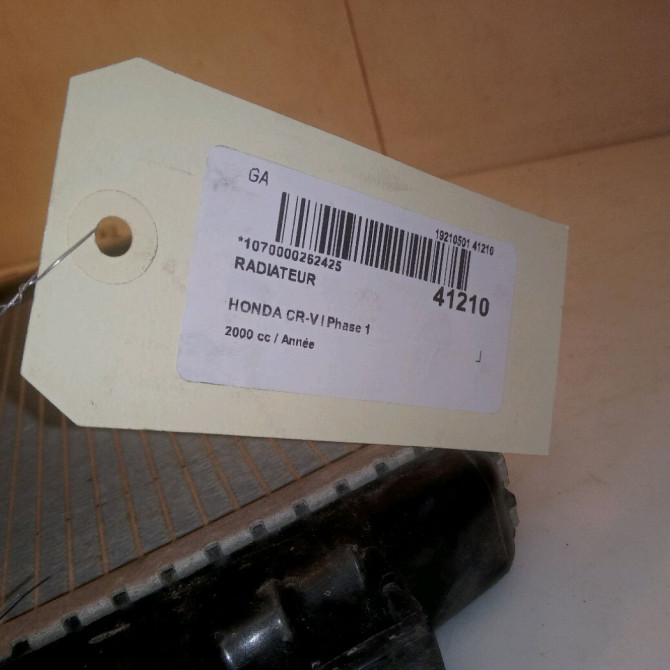 GA
19210501 41210
*1070000262425
RADIATEUR
41210
HONDA CR-V I Phase 1
2000 cc / Année